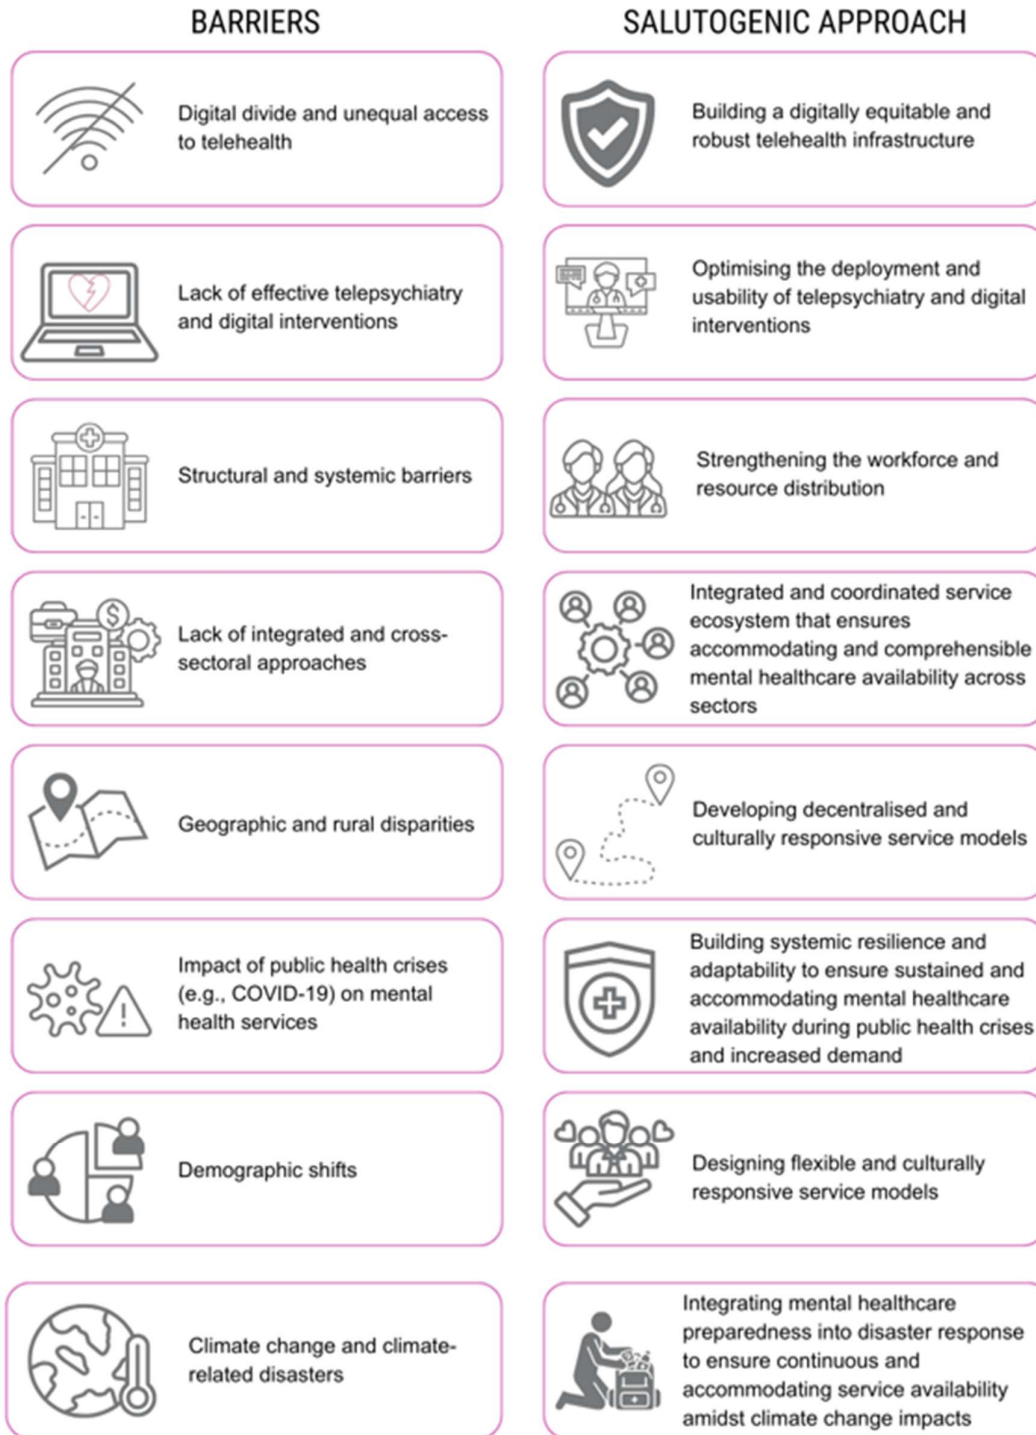 BARRIERS
SALUTOGENIC APPROACH
Digital divide and unequal access
to telehealth
Building a digitally equitable and
robust telehealth infrastructure
Lack of effective telepsychiatry
and digital interventions
Optimising the deployment and
usability of telepsychiatry and digital
interventions
Structural and systemic barriers
Strengthening the workforce and
resource distribution
Lack of integrated and cross-
sectoral approaches
Integrated and coordinated service
ecosystem that ensures
accommodating and comprehensible
mental healthcare availability across
sectors
Geographic and rural disparities
Developing decentralised and
culturally responsive service models
Impact of public health crises
(e.g., COVID-19) on mental
health services
Building systemic resilience and
adaptability to ensure sustained and
accommodating mental healthcare
availability during public health crises
and increased demand
Demographic shifts
Designing flexible and culturally
responsive service models
Climate change and climate-
related disasters
Integrating mental healthcare
preparedness into disaster response
to ensure continuous and
accommodating service availability
amidst climate change impacts